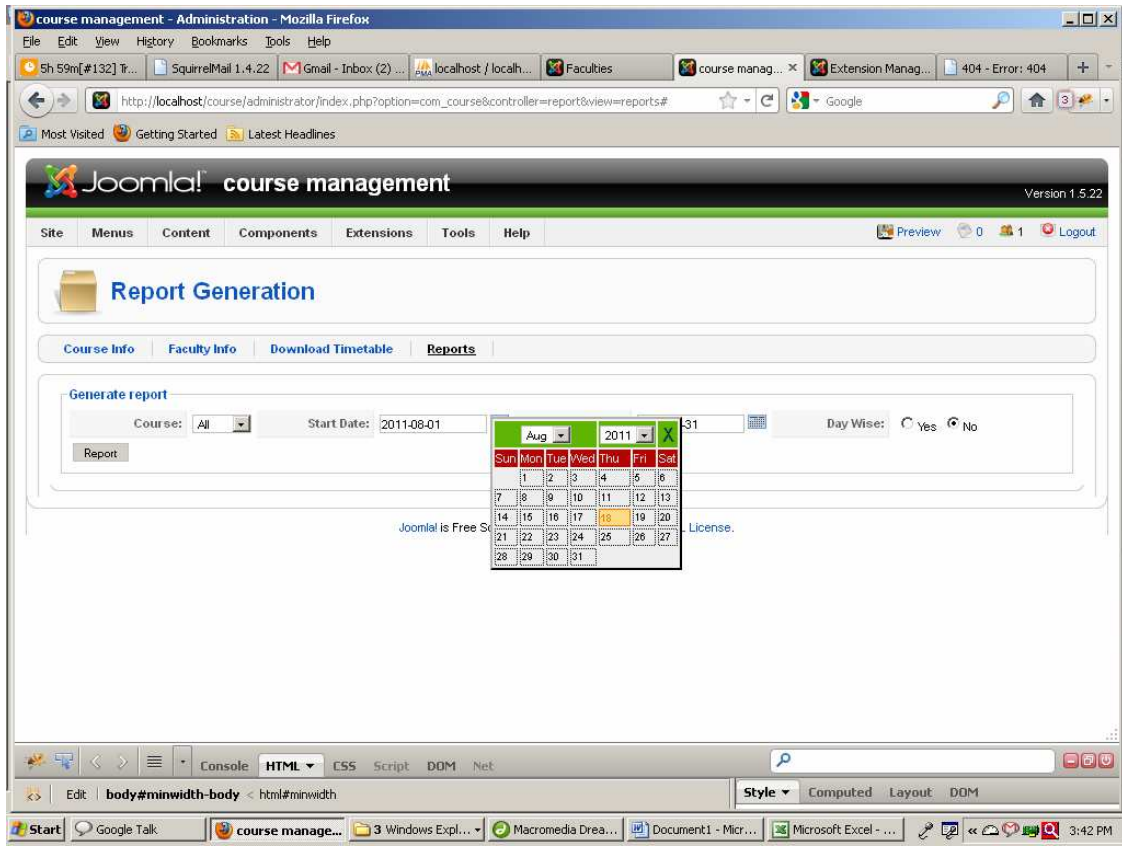 course management - Administration - Mozilla Firefox
File Edit View History Bookmarks Tools Help
5h 59m[#132] Tr... SquirrelMail 1.4.22 Gmail - Inbox (2) ... localhost / localh... Faculties course manag... × Extension Manag... 404 - Error: 404
http://localhost/course/administrator/index.php?option=com_course&controller=report&view=reports# Google 3
Most Visited Getting Started Latest Headlines
Joomla! course management
Version 1.5.22
Site Menus Content Components Extensions Tools Help Preview 0 1 Logout
Report Generation
Course Info Faculty Info Download Timetable Reports
Generate report
Course: All Start Date: 2011-08-01 -31 Day Wise: Yes No
Report
Aug 2011 X
Sun Mon Tue Wed Thu Fri Sat
1 2 3 4 5 6
7 8 9 10 11 12 13
14 15 16 17 18 19 20
21 22 23 24 25 26 27
28 29 30 31
Joomla! is Free S License.
Console HTML CSS Script DOM Net
Edit body#minwidth-body < html#minwidth Style Computed Layout DOM
Start Google Talk course manage... 3 Windows Expl... Macromedia Drea... Document1 - Micr... Microsoft Excel - ... « 3:42 PM